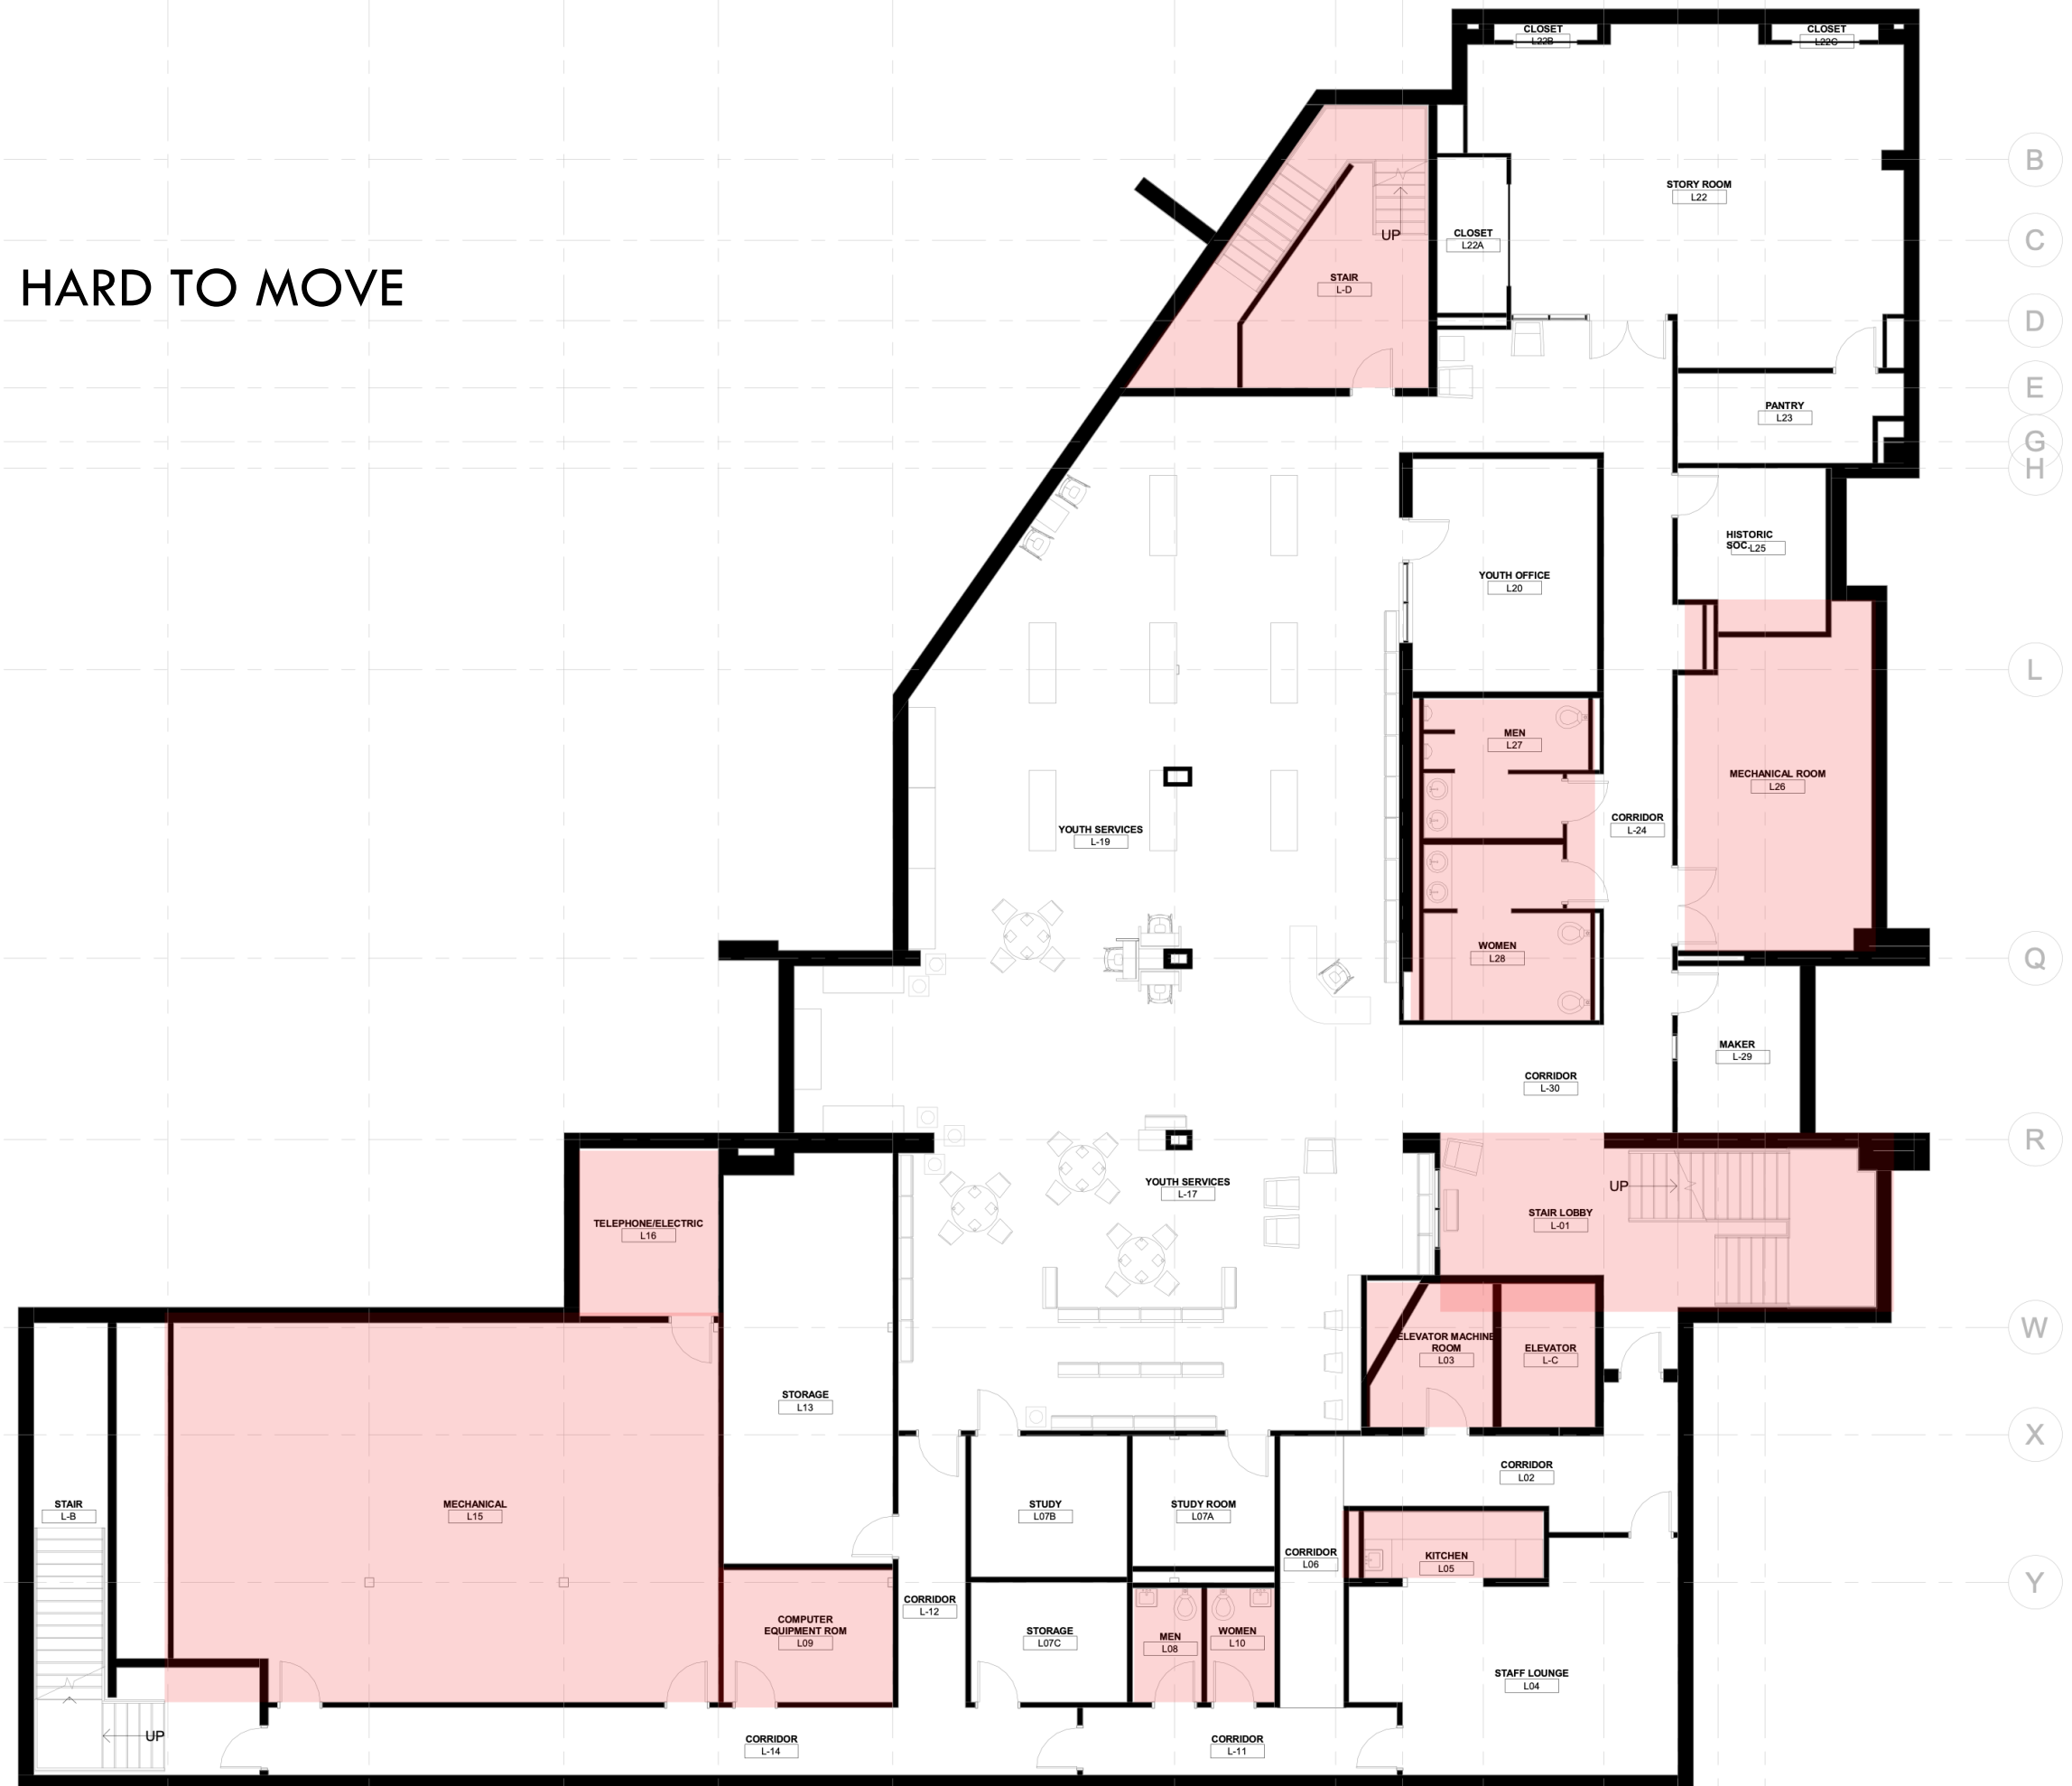 CLOSET
L22B
CLOSET
L22C
B
STORY ROOM
L22
UP
CLOSET
L22A
C
HARD TO MOVE
STAIR
L-D
D
E
PANTRY
L23
G
H
HISTORIC
SOC.
L25
YOUTH OFFICE
L20
L
MEN
L27
MECHANICAL ROOM
L26
YOUTH SERVICES
L-19
CORRIDOR
L-24
WOMEN
L28
Q
MAKER
L-29
CORRIDOR
L-30
R
YOUTH SERVICES
L-17
UP
STAIR LOBBY
L-01
TELEPHONE/ELECTRIC
L16
W
ELEVATOR MACHINE
ROOM
L03
ELEVATOR
L-C
STORAGE
L13
X
CORRIDOR
L02
STAIR
L-B
MECHANICAL
L15
STUDY
L07B
STUDY ROOM
L07A
CORRIDOR
L06
KITCHEN
L05
Y
CORRIDOR
L-12
COMPUTER
EQUIPMENT ROM
L09
STORAGE
L07C
MEN
L08
WOMEN
L10
STAFF LOUNGE
L04
UP
CORRIDOR
L-14
CORRIDOR
L-11